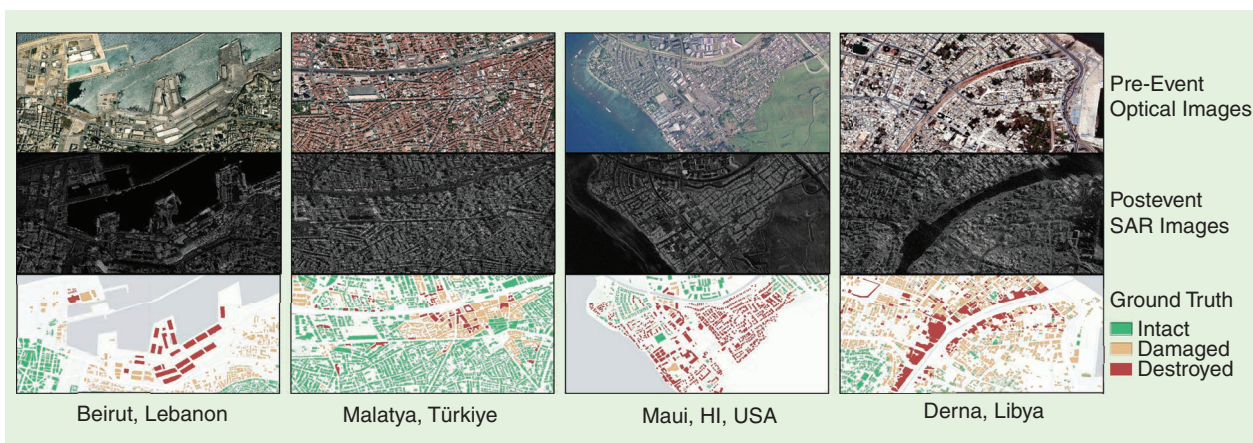 Pre-Event
Optical Images
Postevent
SAR Images
Ground Truth
Intact
Damaged
Destroyed
Beirut, Lebanon
Malatya, Türkiye
Maui, HI, USA
Derna, Libya